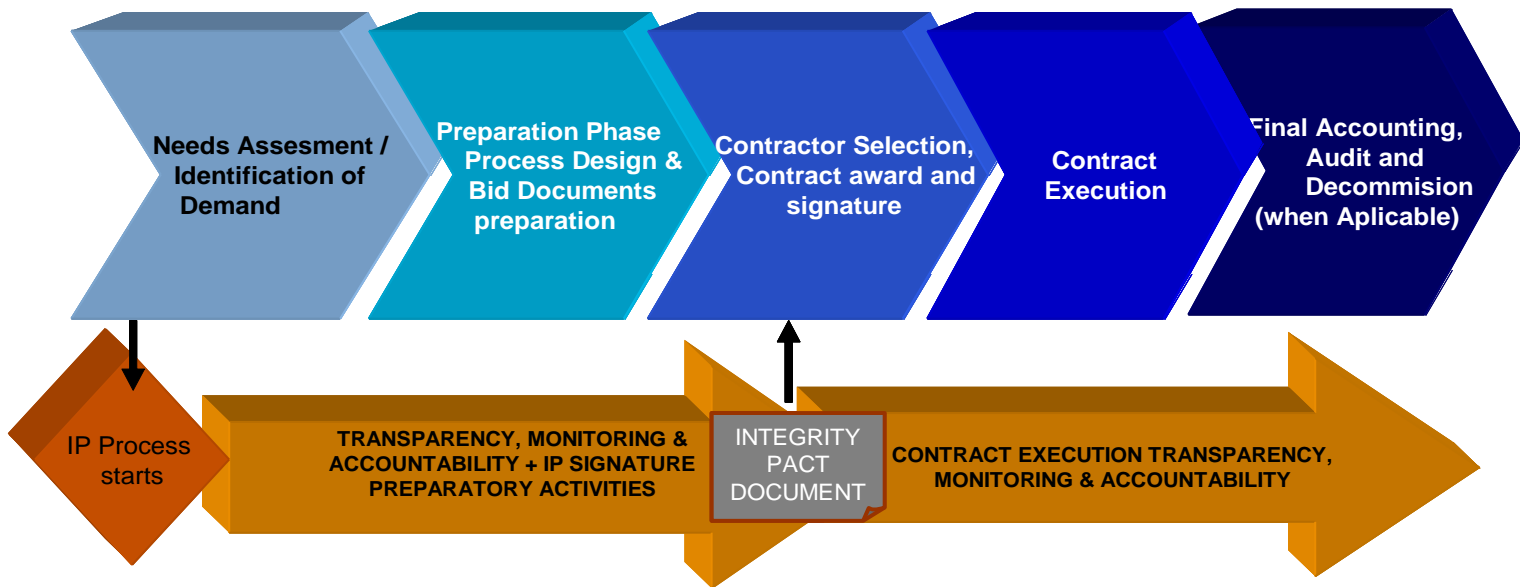 Needs Assesment /
Identification of
Demand
Preparation Phase
Process Design &
Bid Documents
preparation
Contractor Selection,
Contract award and
signature
Contract
Execution
Final Accounting,
Audit and
Decommision
(when Aplicable)
IP Process
starts
TRANSPARENCY, MONITORING &
ACCOUNTABILITY + IP SIGNATURE
PREPARATORY ACTIVITIES
INTEGRITY
PACT
DOCUMENT
CONTRACT EXECUTION TRANSPARENCY,
MONITORING & ACCOUNTABILITY